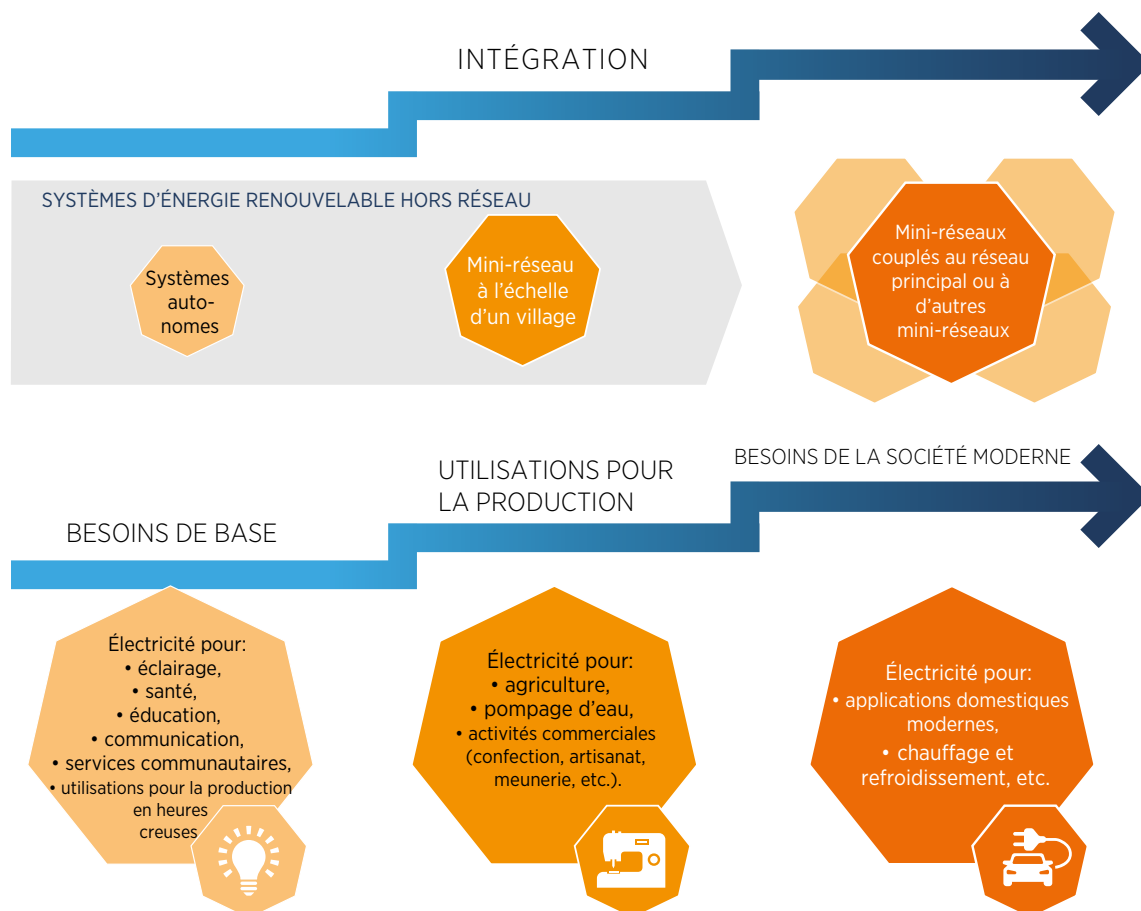 INTÉGRATION
SYSTÈMES D'ÉNERGIE RENOUVELABLE HORS RÉSEAU
Systèmes
auto-
nomes
Mini-réseau
à l'échelle
d'un village
Mini-réseaux
couplés au réseau
principal ou à
d'autres
mini-réseaux
BESOINS DE BASE
UTILISATIONS POUR
LA PRODUCTION
BESOINS DE LA SOCIÉTÉ MODERNE
Électricité pour:
• éclairage,
• santé,
• éducation,
• communication,
• services communautaires,
• utilisations pour la production
en heures
creuses
Électricité pour:
• agriculture,
• pompage d'eau,
• activités commerciales
(confection, artisanat,
meunerie, etc.).
Électricité pour:
• applications domestiques
modernes,
• chauffage et
refroidissement, etc.